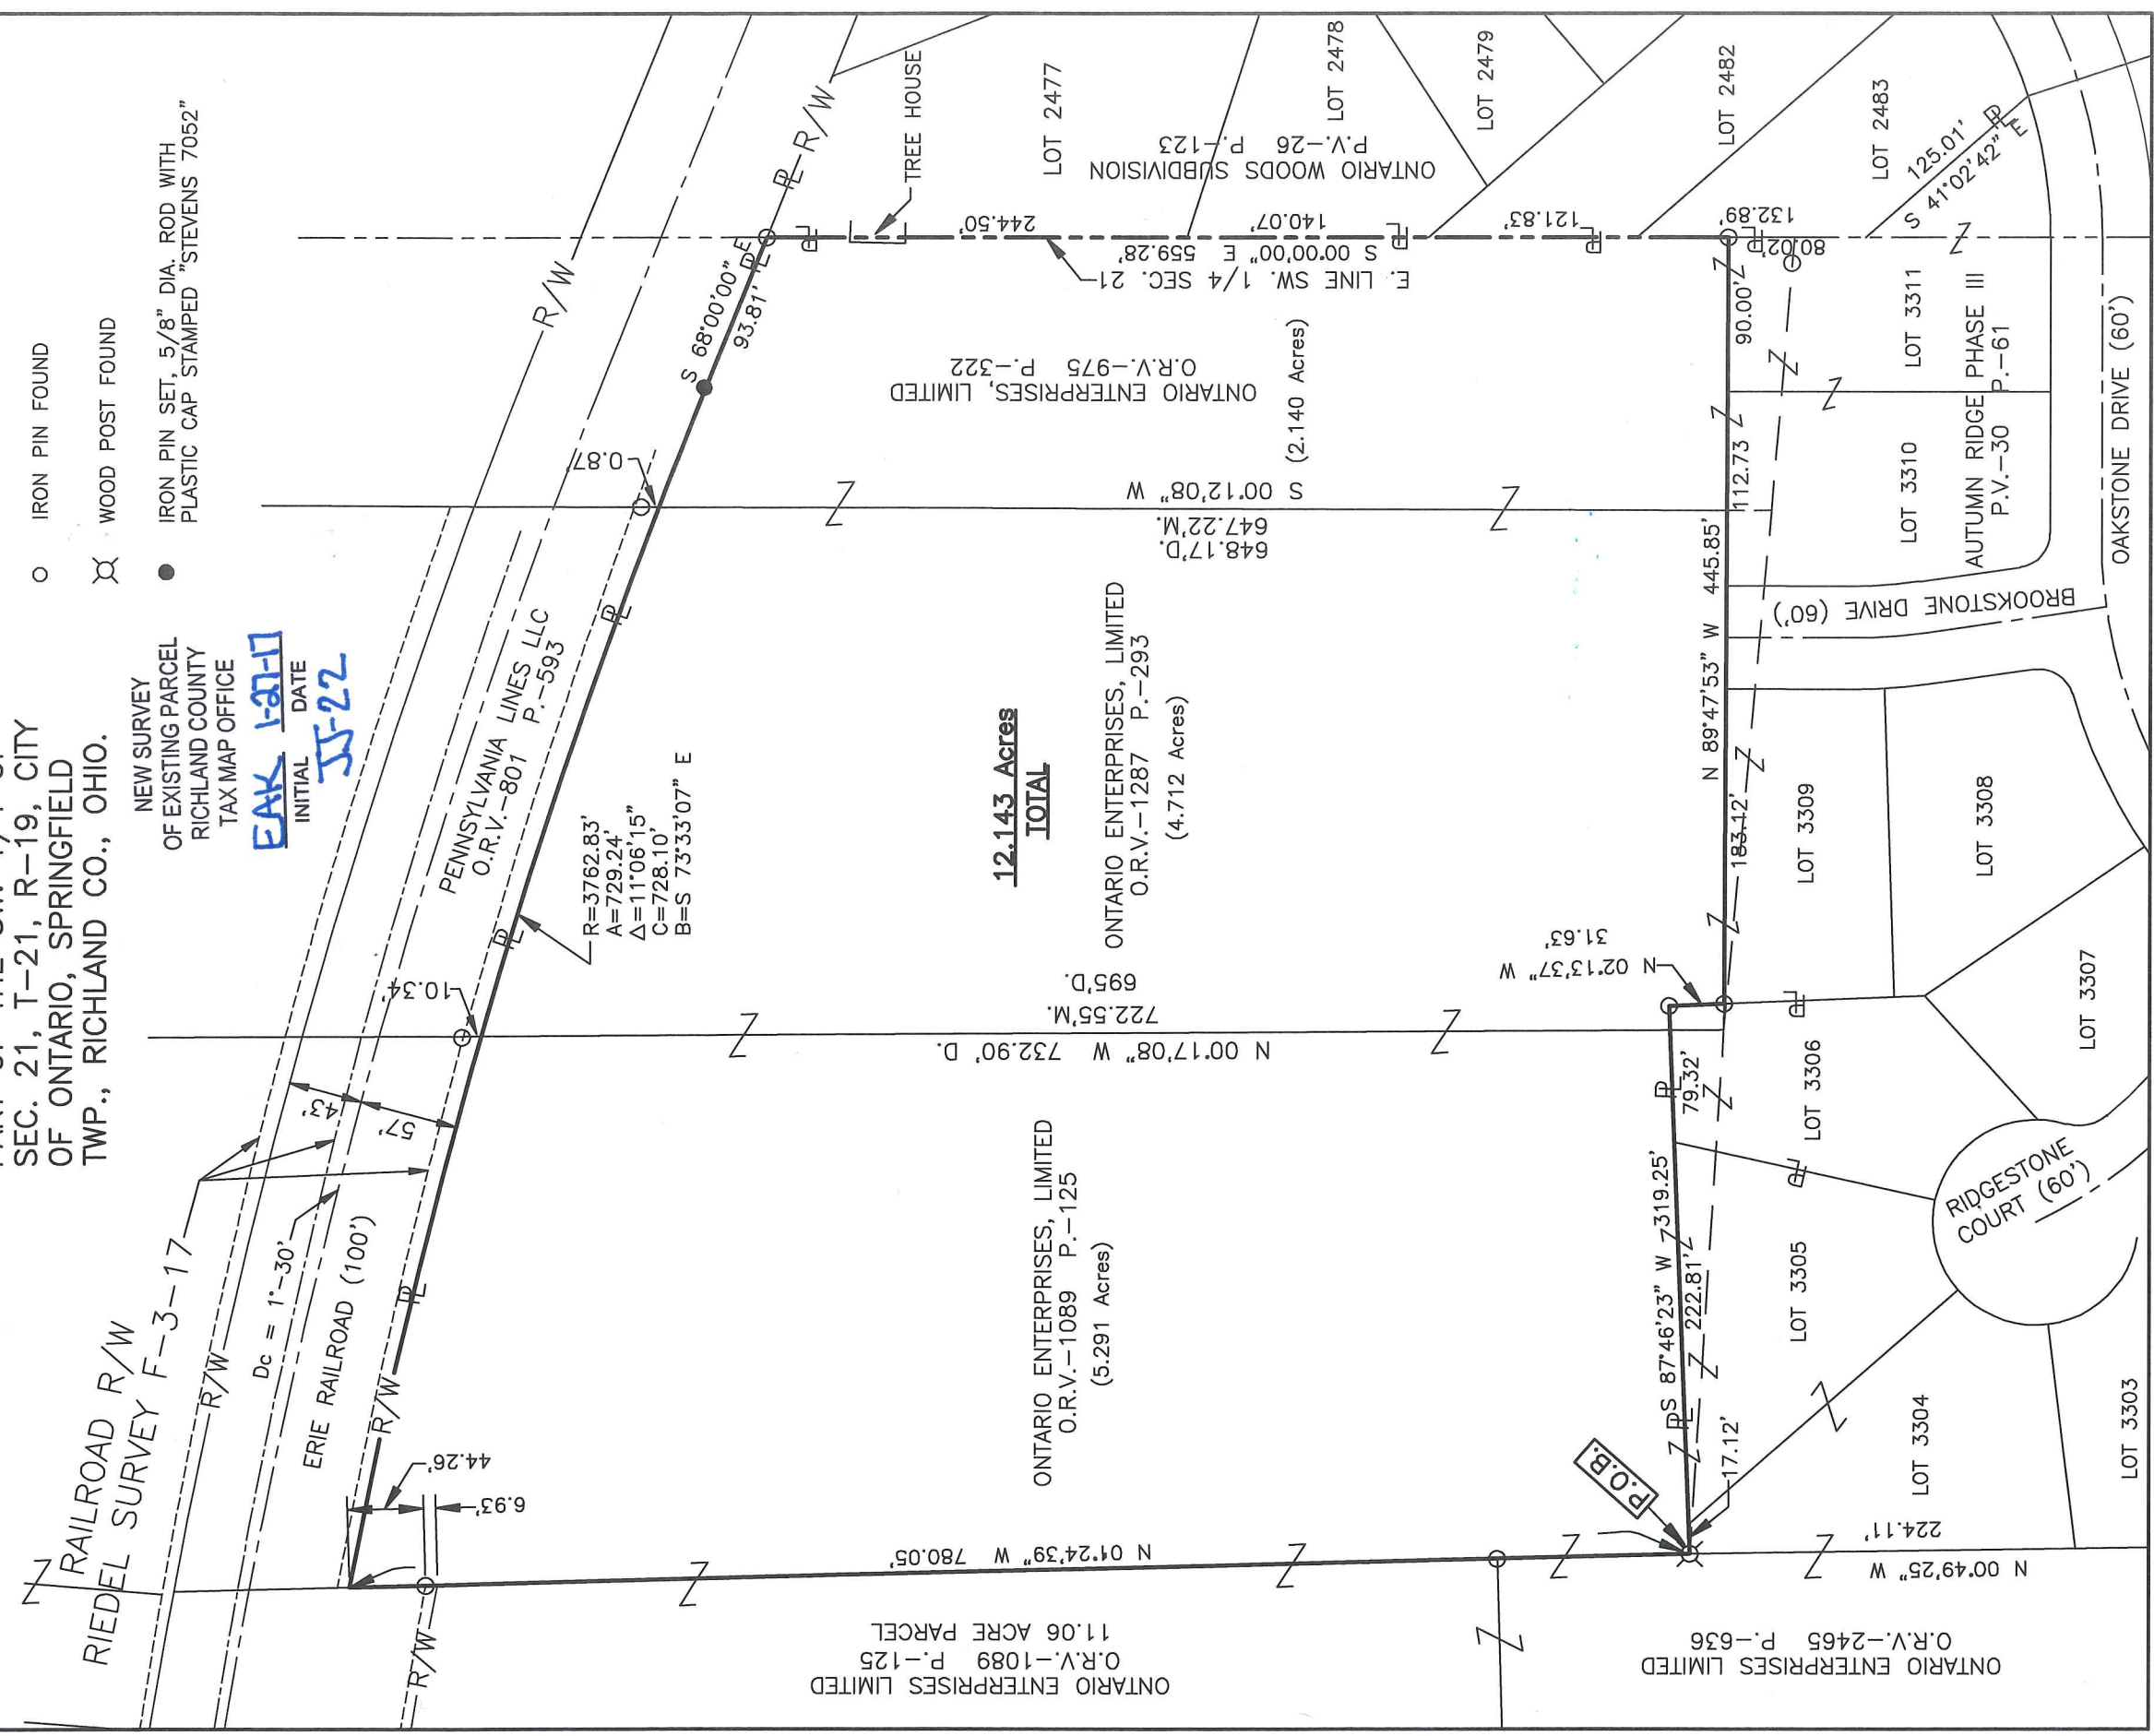 SEC. 21, T-21, R-19, CITY
OF ONTARIO, SPRINGFIELD
TWP., RICHLAND CO., OHIO.
NEW SURVEY
OF EXISTING PARCEL
RICHLAND COUNTY
TAX MAP OFFICE
EAK 1-27-17
INITIAL DATE
JJ-22
IRON PIN FOUND
WOOD POST FOUND
IRON PIN SET, 5/8" DIA. ROD WITH
PLASTIC CAP STAMPED "STEVENS 7052"
RAILROAD R/W
RIEDEL SURVEY F-3-17
R/W
Dc = 1°-30'
ERIE RAILROAD (100')
R/W
R/W
R/W
43'
57'
44.26'
6.93'
10.34'
0.87'
PENNSYLVANIA LINES LLC
O.R.V.-801 P.-593
R=3762.83'
A=729.24'
Δ=11°06'15"
C=728.10'
B=S 73°33'07" E
S 68°00'00" E
93.81'
PL
R/W
TREE HOUSE
LOT 2477
LOT 2478
LOT 2479
LOT 2482
LOT 2483
ONTARIO WOODS SUBDIVISION
P.V.-26 P.-123
244.50'
140.07'
121.83'
132.89'
S 00°00'00" E 559.28'
E. LINE SW. 1/4 SEC. 21
125.01'
S 41°02'42" E
80.02'
ONTARIO ENTERPRISES, LIMITED
O.R.V.-975 P.-322
(2.140 Acres)
S 00°12'08" W
647.22'M.
648.17'D.
12.143 Acres
TOTAL
ONTARIO ENTERPRISES, LIMITED
O.R.V.-1287 P.-293
(4.712 Acres)
695'D.
722.55'M.
N 00°17'08" W 732.90' D.
ONTARIO ENTERPRISES, LIMITED
O.R.V.-1089 P.-125
(5.291 Acres)
N 01°24'39" W 780.05'
ONTARIO ENTERPRISES LIMITED
O.R.V.-1089 P.-125
11.06 ACRE PARCEL
ONTARIO ENTERPRISES LIMITED
O.R.V.-2465 P.-636
N 00°49'25" W
224.11'
P.O.B.
17.12'
S 87°46'23" W 319.25'
222.81'
79.32'
N 02°13'37" W
31.63'
N 89°47'53" W 445.85'
183.12'
112.73
90.00'
LOT 3303
LOT 3304
LOT 3305
LOT 3306
LOT 3307
LOT 3308
LOT 3309
LOT 3310
LOT 3311
RIDGESTONE
COURT (60')
BROOKSTONE DRIVE (60')
OAKSTONE DRIVE (60')
AUTUMN RIDGE PHASE III
P.V.-30 P.-61